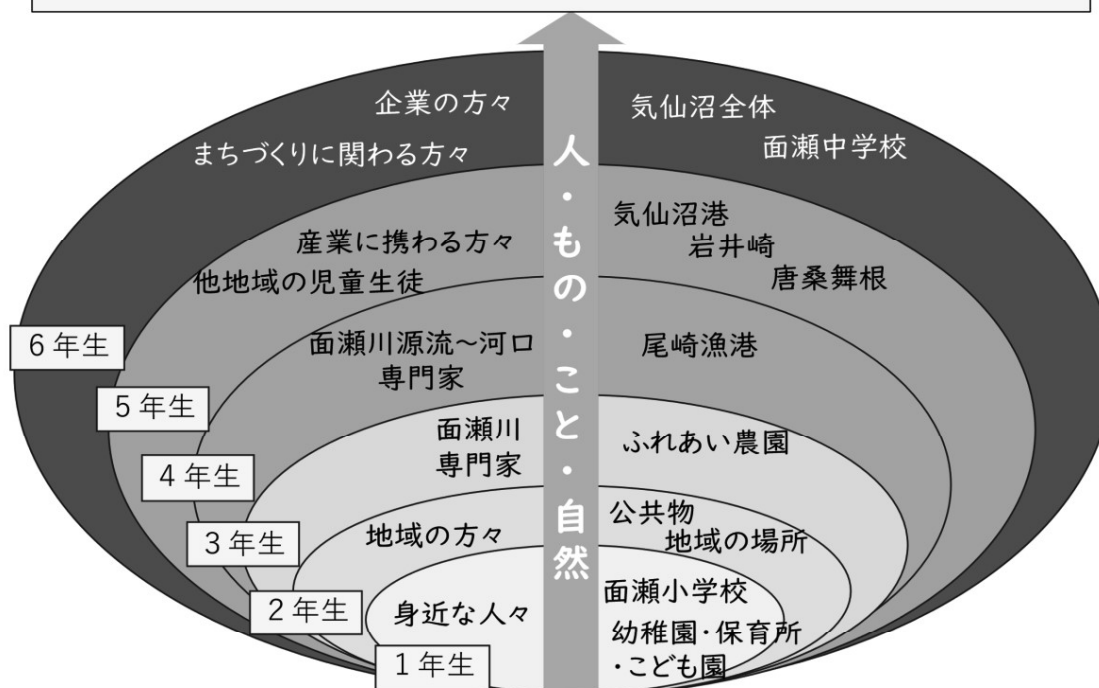 企業の方々
気仙沼全体
まちづくりに関わる方々
面瀬中学校
人・もの・こと・自然
産業に携わる方々
気仙沼港
岩井崎
他地域の児童生徒
唐桑舞根
6年生
面瀬川源流～河口
専門家
尾崎漁港
5年生
面瀬川
専門家
ふれあい農園
4年生
地域の方々
公共物
地域の場所
3年生
身近な人々
面瀬小学校
幼稚園・保育所
・こども園
2年生
1年生